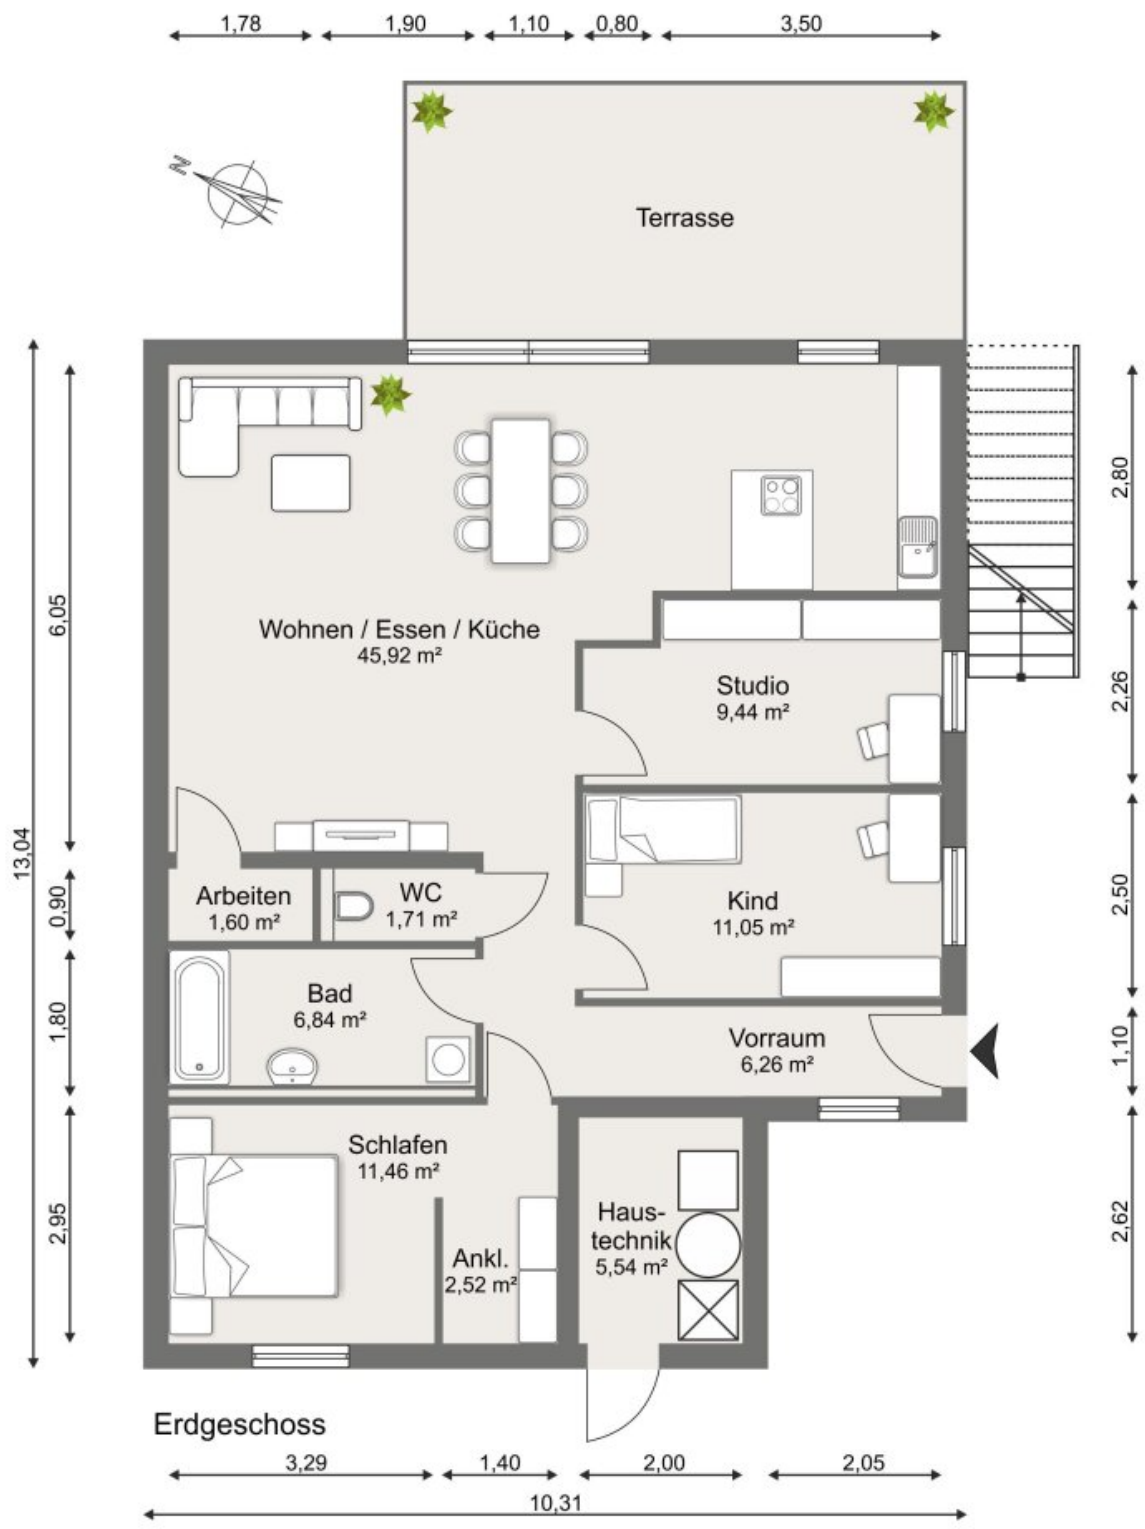 1,78
1,90
1,10
0,80
3,50
N
Terrasse
2,80
6,05
Wohnen / Essen / Küche
45,92 m²
Studio
9,44 m²
2,26
13,04
0,90
Arbeiten
1,60 m²
WC
1,71 m²
Kind
11,05 m²
2,50
Bad
6,84 m²
1,80
Vorraum
6,26 m²
1,10
Schlafen
11,46 m²
2,95
Ankl.
2,52 m²
Haus-
technik
5,54 m²
2,62
Erdgeschoss
3,29
1,40
2,00
2,05
10,31